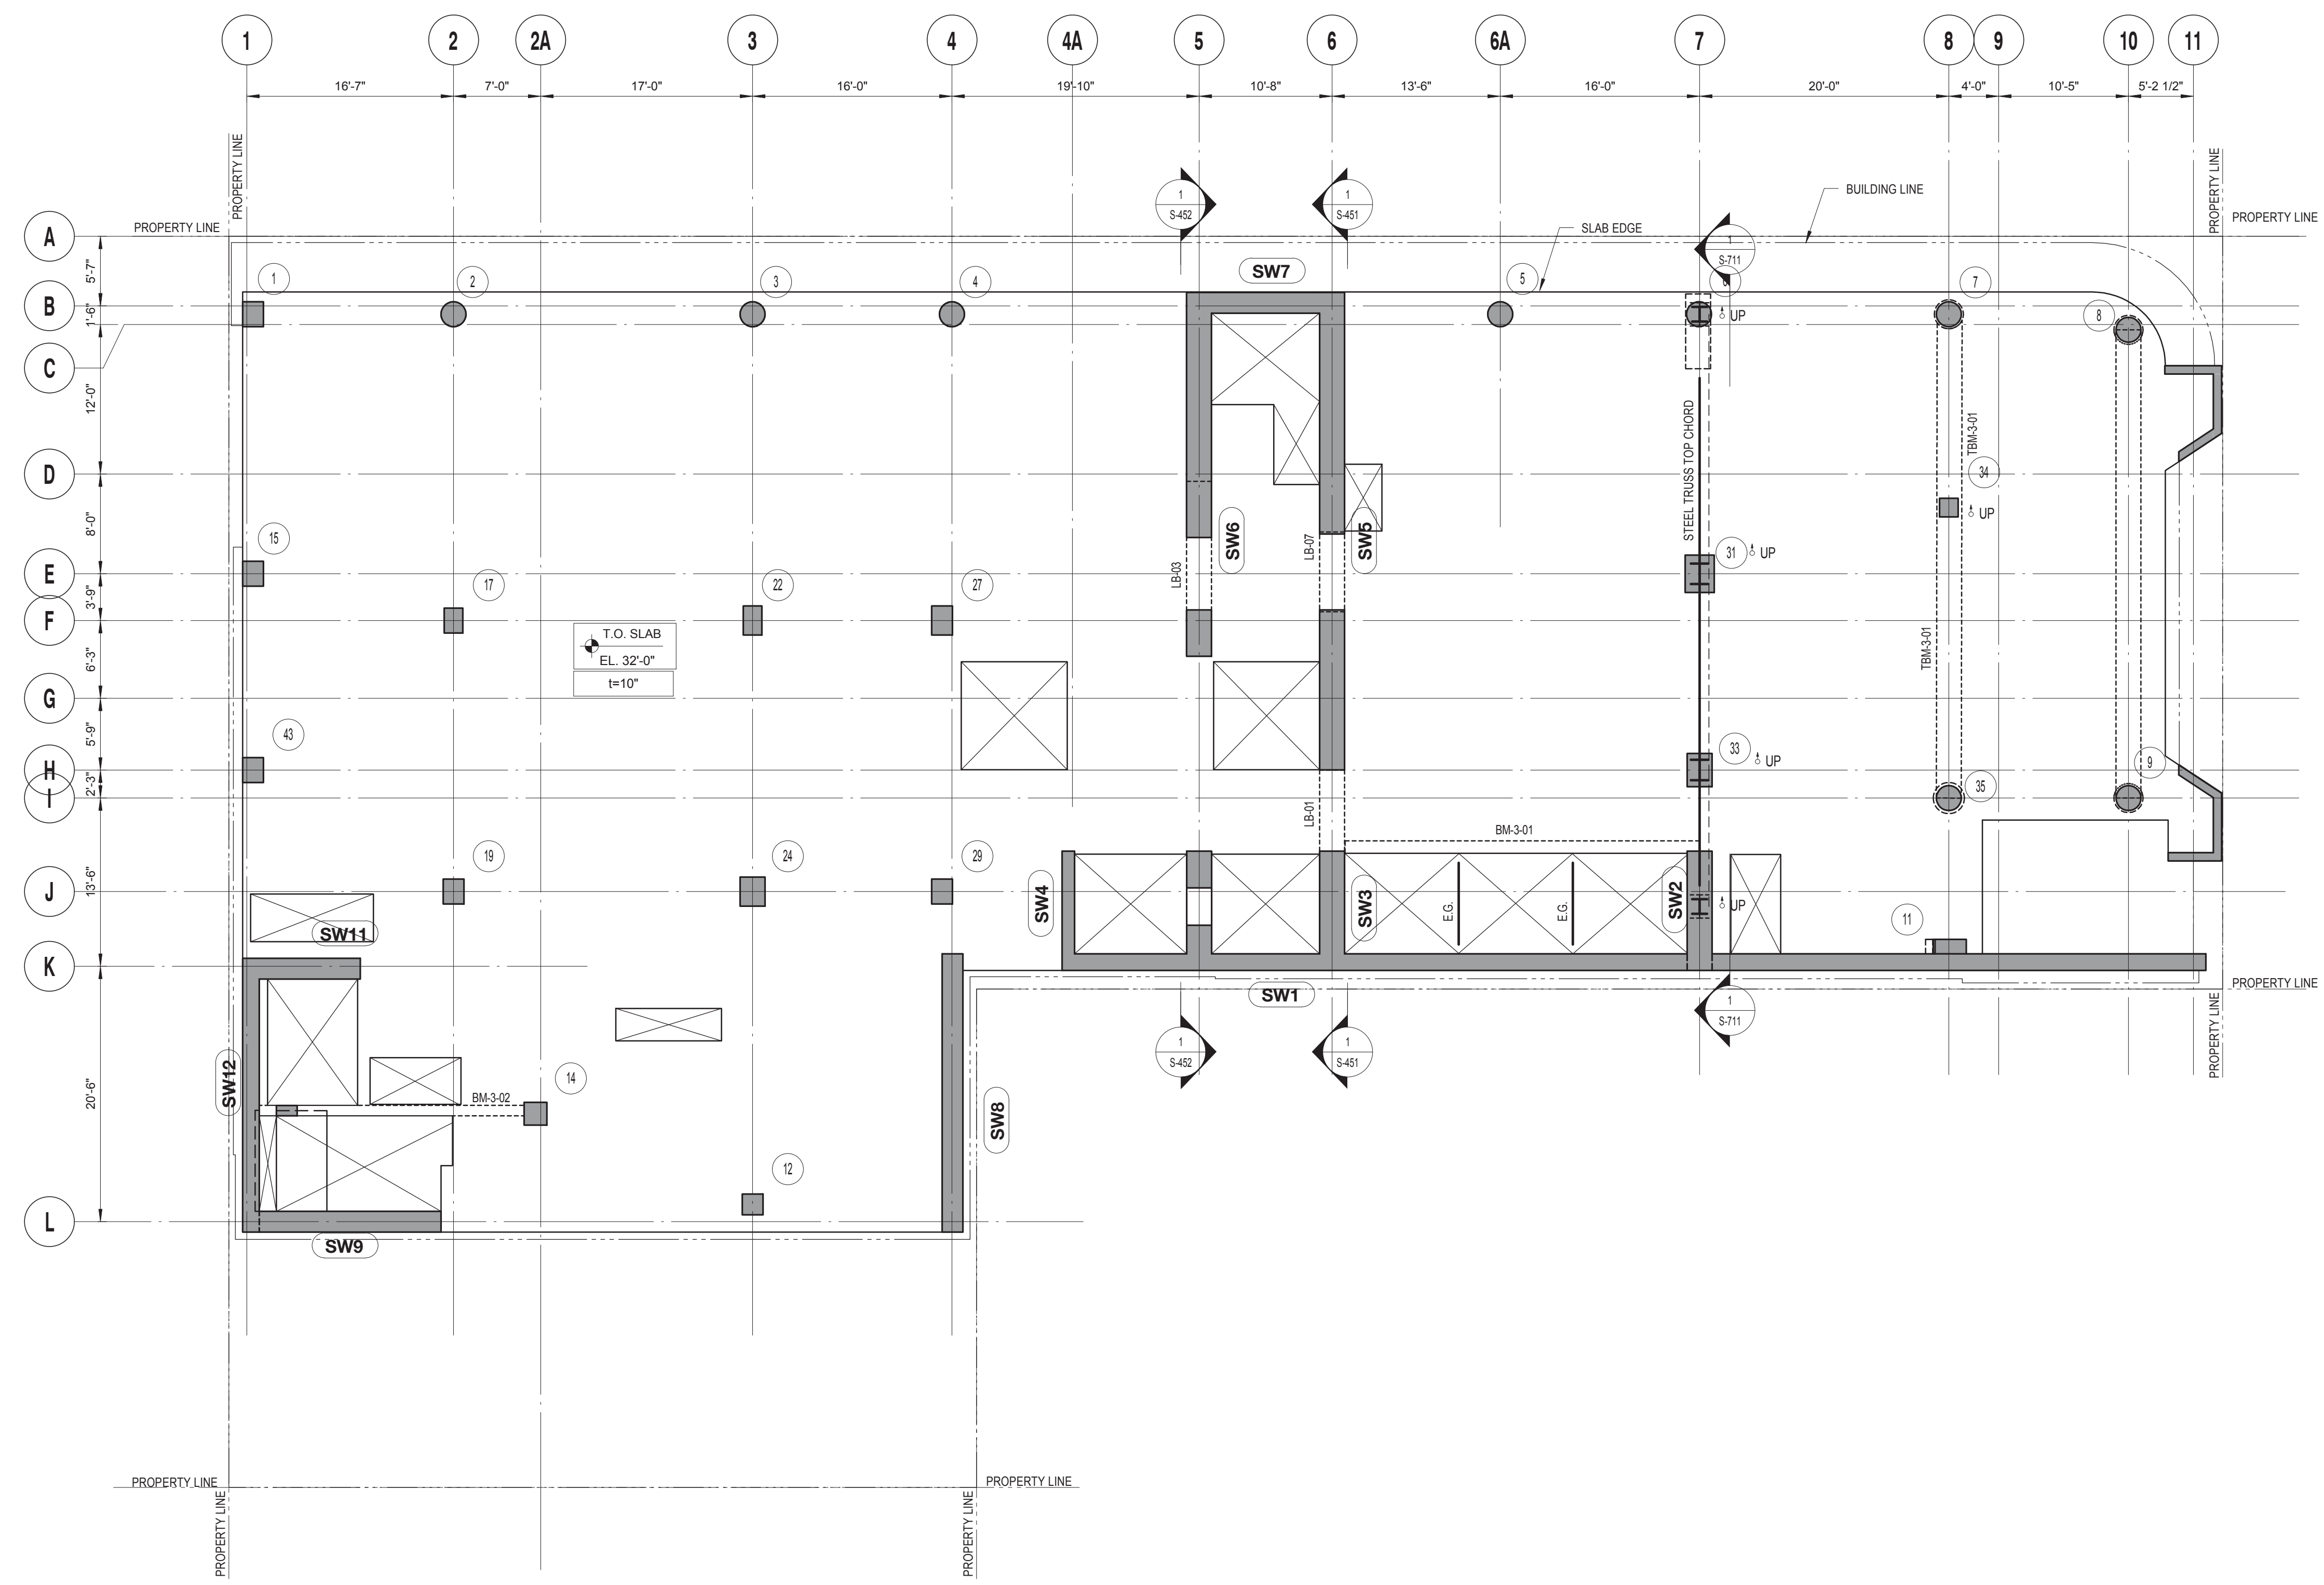 1
2
2A
3
4
4A
5
6
6A
7
8
9
10
11
16'-7"
7'-0"
17'-0"
16'-0"
19'-10"
10'-8"
13'-6"
16'-0"
20'-0"
4'-0"
10'-5"
5'-2 1/2"
PROPERTY LINE
PROPERTY LINE
PROPERTY LINE
PROPERTY LINE
1
S-452
1
S-451
BUILDING LINE
SLAB EDGE
1
S-711
A
B
C
D
E
F
G
H
I
J
K
L
5'-7"
1'-6"
12'-0"
8'-0"
3'-9"
6'-3"
5'-9"
2'-3"
13'-6"
20'-6"
SW7
1
2
3
4
5
UP
7
8
STEEL TRUSS TOP CHORD
TBM-3-01
34
UP
15
SW6
LB-03
LB-07
SW5
31
UP
17
22
27
T.O. SLAB
EL. 32'-0"
t=10"
TBM-3-01
43
33
UP
9
35
LB-01
BM-3-01
19
24
29
SW4
SW3
E.G.
E.G.
SW2
UP
11
SW11
SW1
PROPERTY LINE
PROPERTY LINE
1
S-711
1
S-452
1
S-451
SW12
BM-3-02
14
SW8
12
SW9
PROPERTY LINE
PROPERTY LINE
PROPERTY LINE
PROPERTY LINE